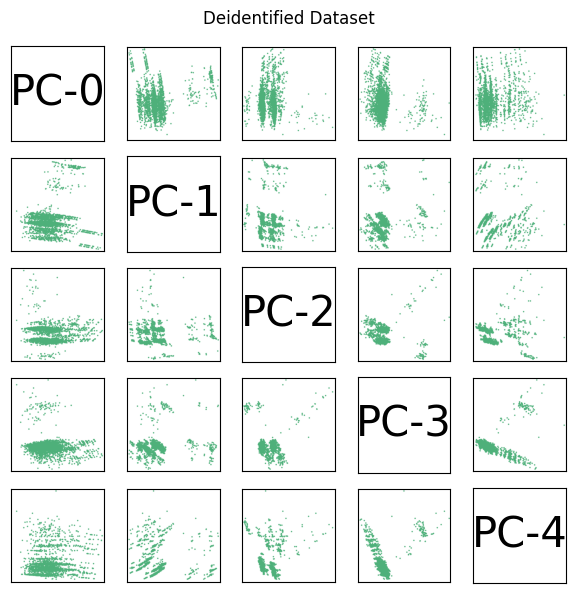 Deidentified Dataset
PC-0
PC-1
PC-2
PC-3
PC-4